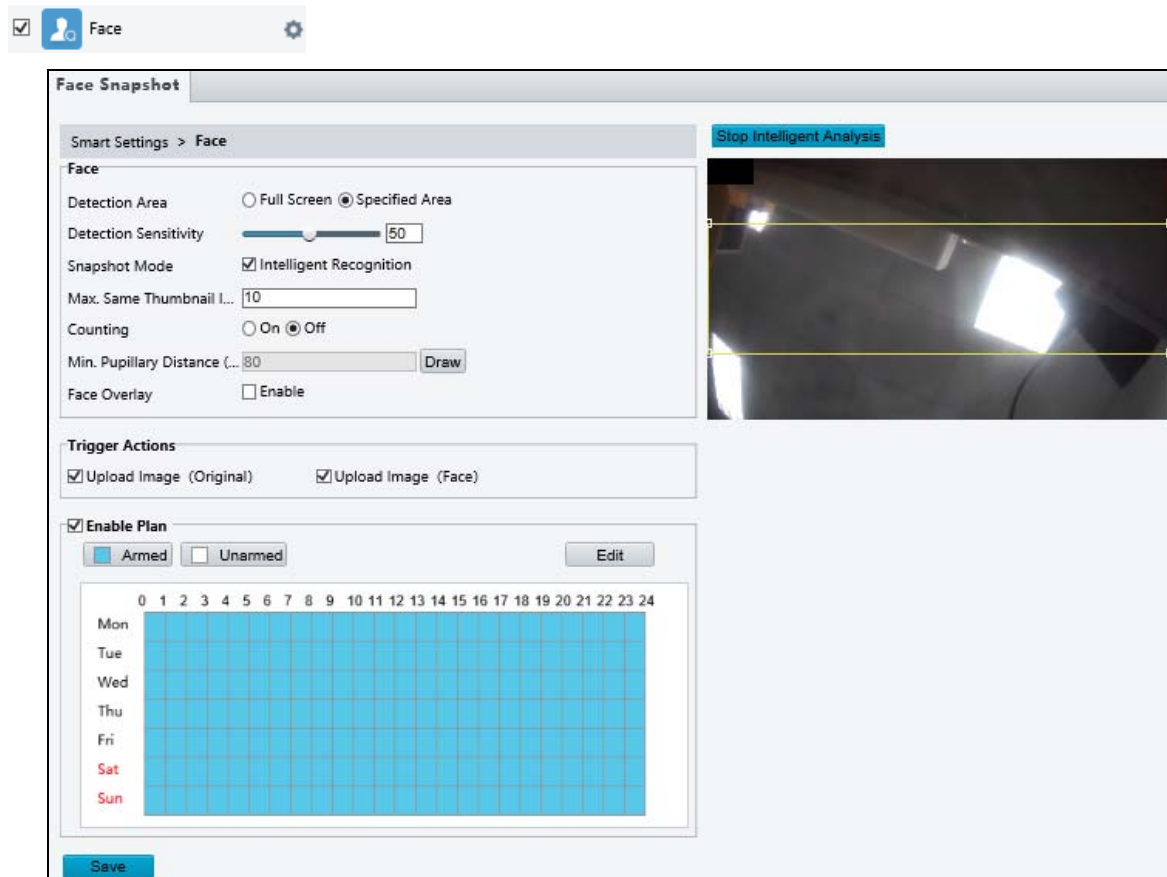 Face
Face Snapshot
Smart Settings > Face
Stop Intelligent Analysis
Face
Detection Area Full Screen Specified Area
Detection Sensitivity 50
Snapshot Mode Intelligent Recognition
Max. Same Thumbnail I... 10
Counting On Off
Min. Pupillary Distance (... 80 Draw
Face Overlay Enable
Trigger Actions
Upload Image (Original) Upload Image (Face)
Enable Plan
Armed Unarmed Edit
0 1 2 3 4 5 6 7 8 9 10 11 12 13 14 15 16 17 18 19 20 21 22 23 24
Mon
Tue
Wed
Thu
Fri
Sat
Sun
Save